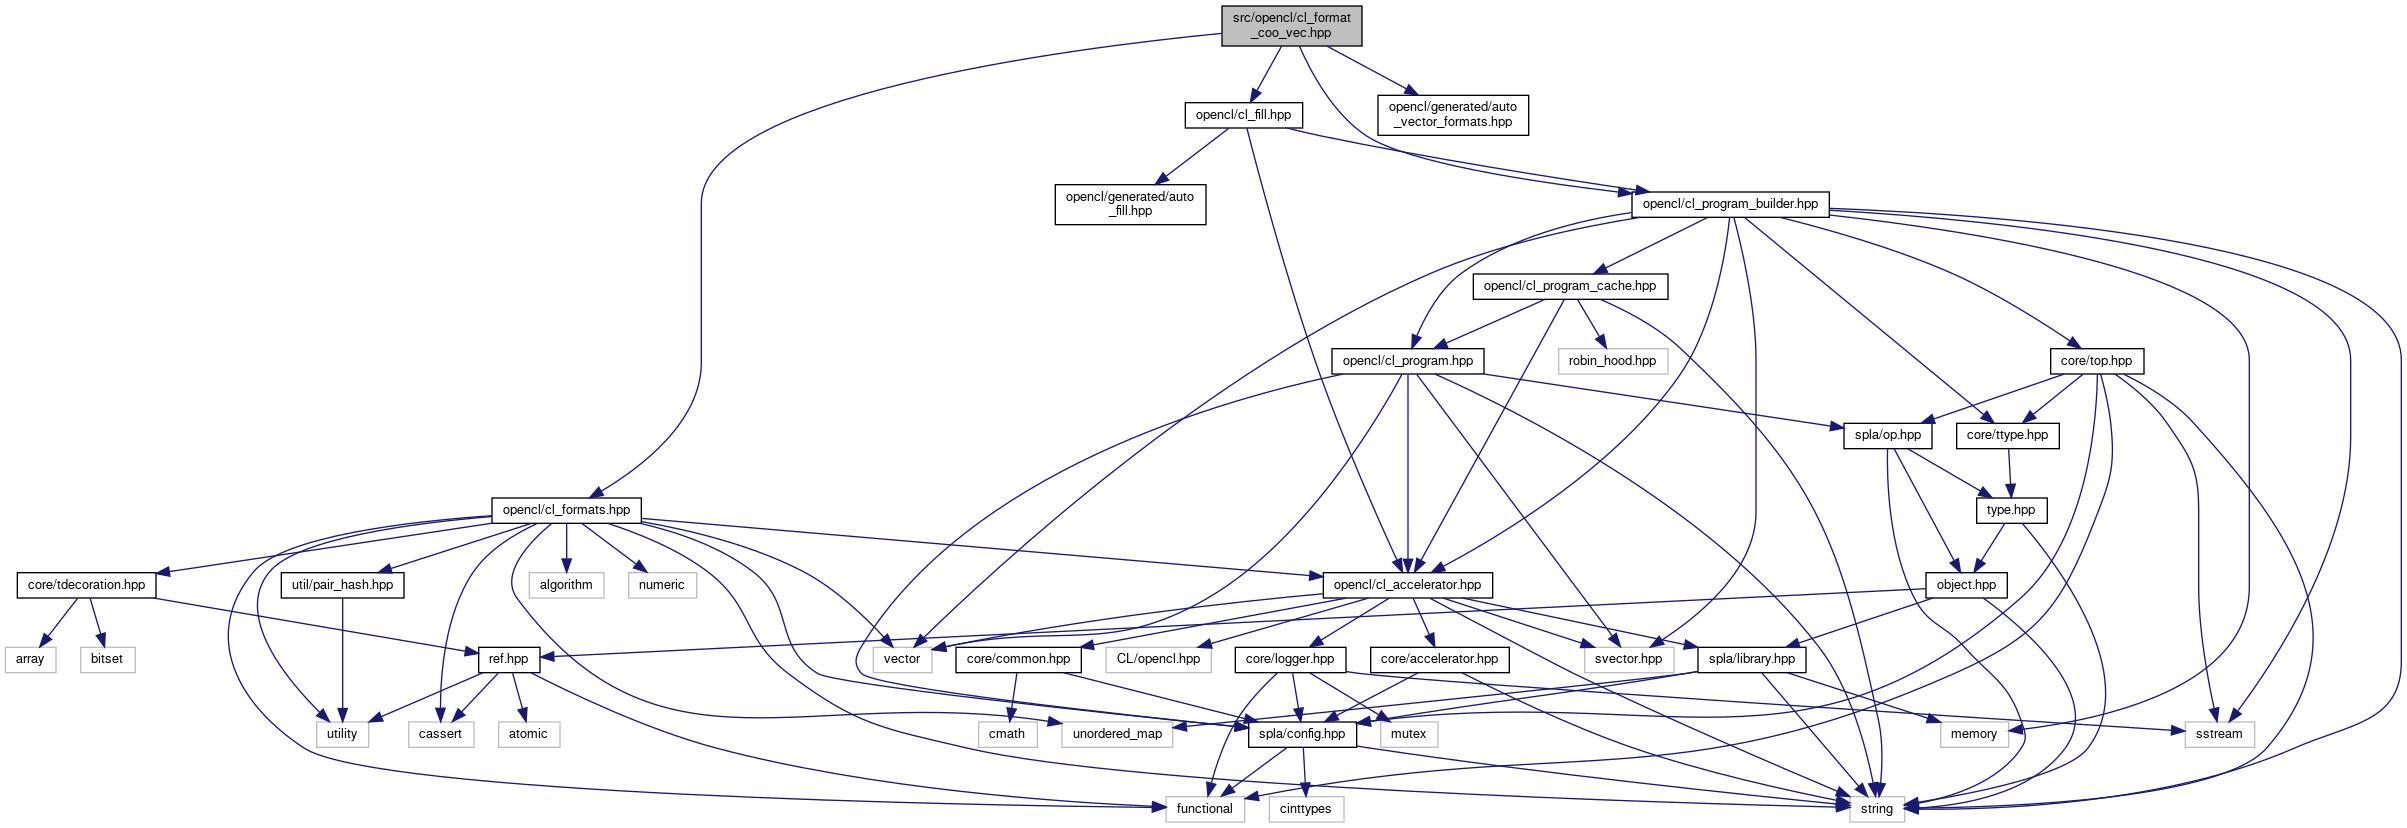 src/opencl/cl_format
_coo_vec.hpp
opencl/cl_fill.hpp
opencl/generated/auto
_vector_formats.hpp
opencl/generated/auto
_fill.hpp
opencl/cl_program_builder.hpp
opencl/cl_program_cache.hpp
opencl/cl_program.hpp
robin_hood.hpp
core/top.hpp
spla/op.hpp
core/ttype.hpp
opencl/cl_formats.hpp
type.hpp
core/tdecoration.hpp
util/pair_hash.hpp
algorithm
numeric
opencl/cl_accelerator.hpp
object.hpp
array
bitset
ref.hpp
vector
core/common.hpp
CL/opencl.hpp
core/logger.hpp
core/accelerator.hpp
svector.hpp
spla/library.hpp
utility
cassert
atomic
cmath
unordered_map
spla/config.hpp
mutex
memory
sstream
functional
cinttypes
string